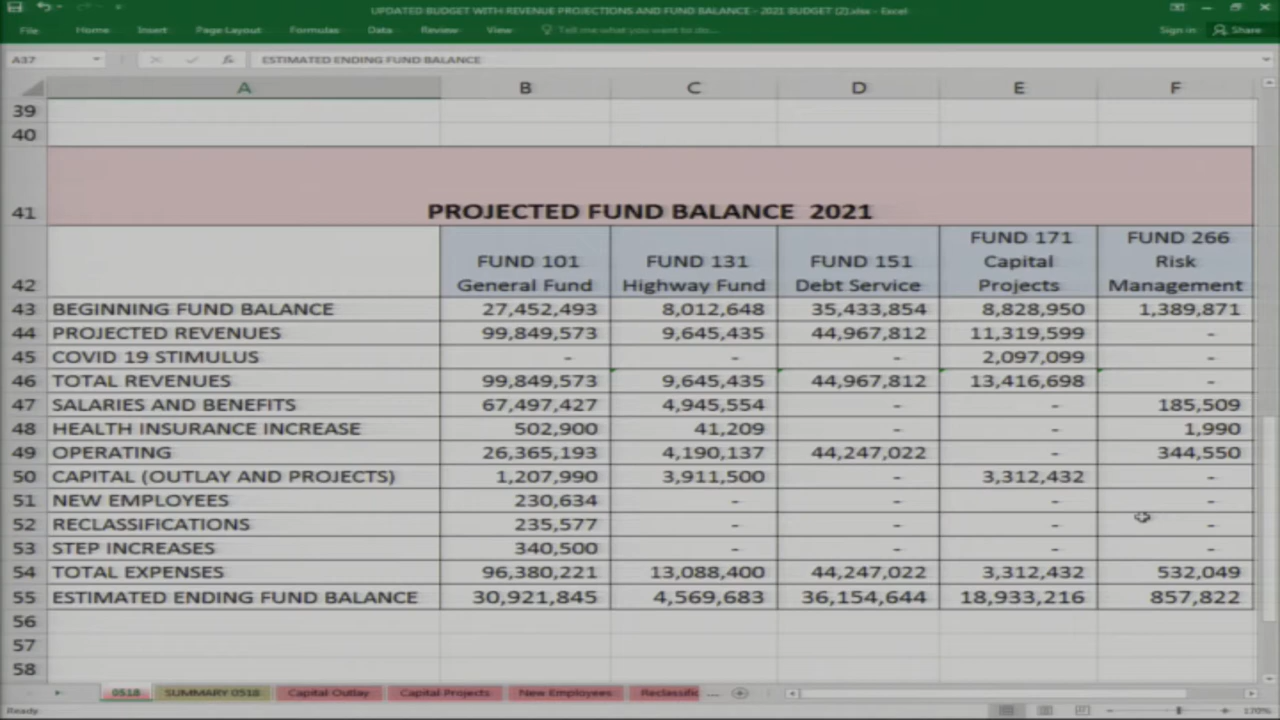 UPDATED BUDGET WITH REVENUE PROJECTIONS AND FUND BALANCE - 2021 BUDGET (2).xlsx - Excel
File Home Insert Page Layout Formulas Data Review View Tell me what you want to do... Sign in Share
A37 fx ESTIMATED ENDING FUND BALANCE
A B C D E F
39
40
41 PROJECTED FUND BALANCE 2021
42 FUND 101 General Fund FUND 131 Highway Fund FUND 151 Debt Service FUND 171 Capital Projects FUND 266 Risk Management
43 BEGINNING FUND BALANCE 27,452,493 8,012,648 35,433,854 8,828,950 1,389,871
44 PROJECTED REVENUES 99,849,573 9,645,435 44,967,812 11,319,599 -
45 COVID 19 STIMULUS - - - 2,097,099 -
46 TOTAL REVENUES 99,849,573 9,645,435 44,967,812 13,416,698 -
47 SALARIES AND BENEFITS 67,497,427 4,945,554 - - 185,509
48 HEALTH INSURANCE INCREASE 502,900 41,209 - - 1,990
49 OPERATING 26,365,193 4,190,137 44,247,022 - 344,550
50 CAPITAL (OUTLAY AND PROJECTS) 1,207,990 3,911,500 - 3,312,432 -
51 NEW EMPLOYEES 230,634 - - - -
52 RECLASSIFICATIONS 235,577 - - - -
53 STEP INCREASES 340,500 - - - -
54 TOTAL EXPENSES 96,380,221 13,088,400 44,247,022 3,312,432 532,049
55 ESTIMATED ENDING FUND BALANCE 30,921,845 4,569,683 36,154,644 18,933,216 857,822
56
57
58
0518 SUMMARY 0518 Capital Outlay Capital Projects New Employees Reclassific ...
Ready 170%